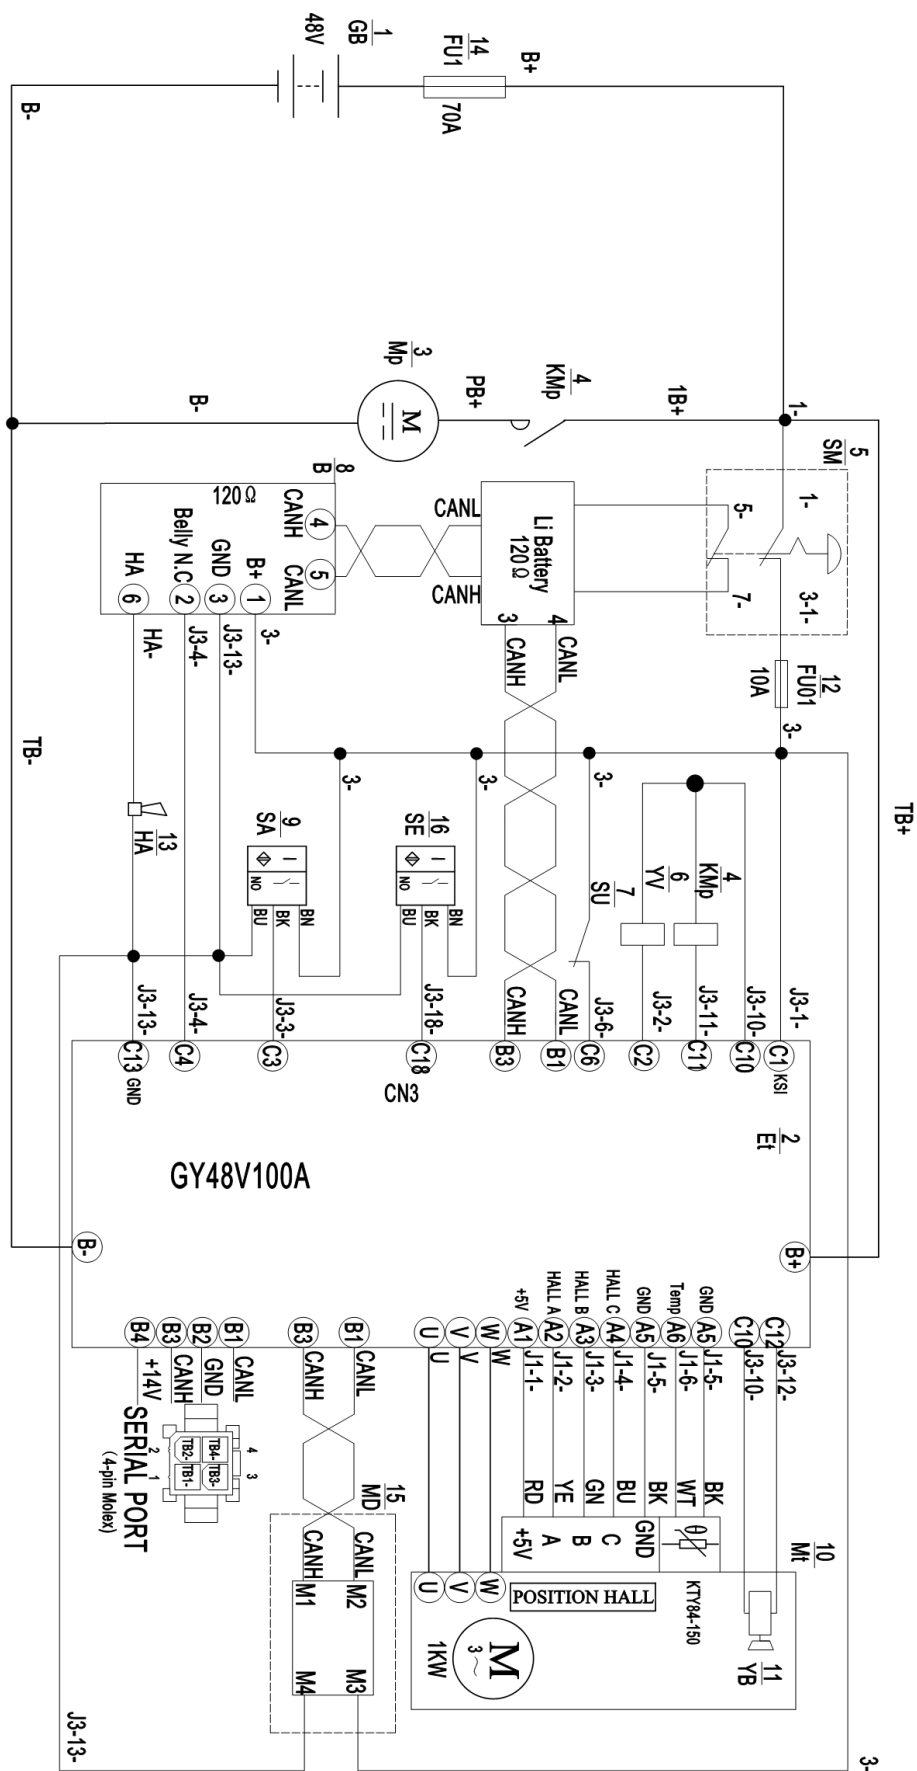 1
GB
48V
14
FU1
70A
B+
B-
3
Mp
PB+
4
KMp
1B+
B-
1-
5
SM
1-
5-
7-
3-1-
12
FU01
10A
3-
8
B
120Ω
CANH
4
CANL
5
Belly N.C
GND
B+
HA
6
2
3
1
CANL
CANH
Li Battery
120Ω
3
4
CANH
CANL
HA-
J3-4-
J3-13-
3-
TB-
TB+
13
HA
9
SA
NO
BU
BK
BN
3-
16
SE
NO
BU
BK
BN
3-
3-
7
SU
6
YV
4
KMp
J3-13-
J3-4-
J3-3-
J3-18-
CANH
CANL
J3-6-
J3-2-
J3-11-
J3-10-
J3-1-
C13
GND
C4
C3
C18
B3
B1
C6
C2
C11
C10
C1
KSI
CN3
2
Et
GY48V100A
B-
B+
B4
B3
B2
B1
B3
B1
U
V
W
A1
A2
A3
A4
A5
A6
A5
C10
C12
+5V
HALL A
HALL B
HALL C
GND
Temp
GND
+14V
CANH
GND
CANL
CANH
CANL
U
V
W
J1-1-
J1-2-
J1-3-
J1-4-
J1-5-
J1-6-
J1-5-
J3-10-
J3-12-
SERIAL PORT
(4-pin Molex)
2
1
4
3
TB2-
TB1-
TB4-
TB3-
15
MD
CANH
CANL
M1
M2
M4
M3
RD
YE
GN
BU
BK
WT
BK
+5V
A
B
C
GND
θ
10
Mt
U
V
W
POSITION HALL
KTY84-150
M
3~
1KW
11
YB
J3-13-
3-
M